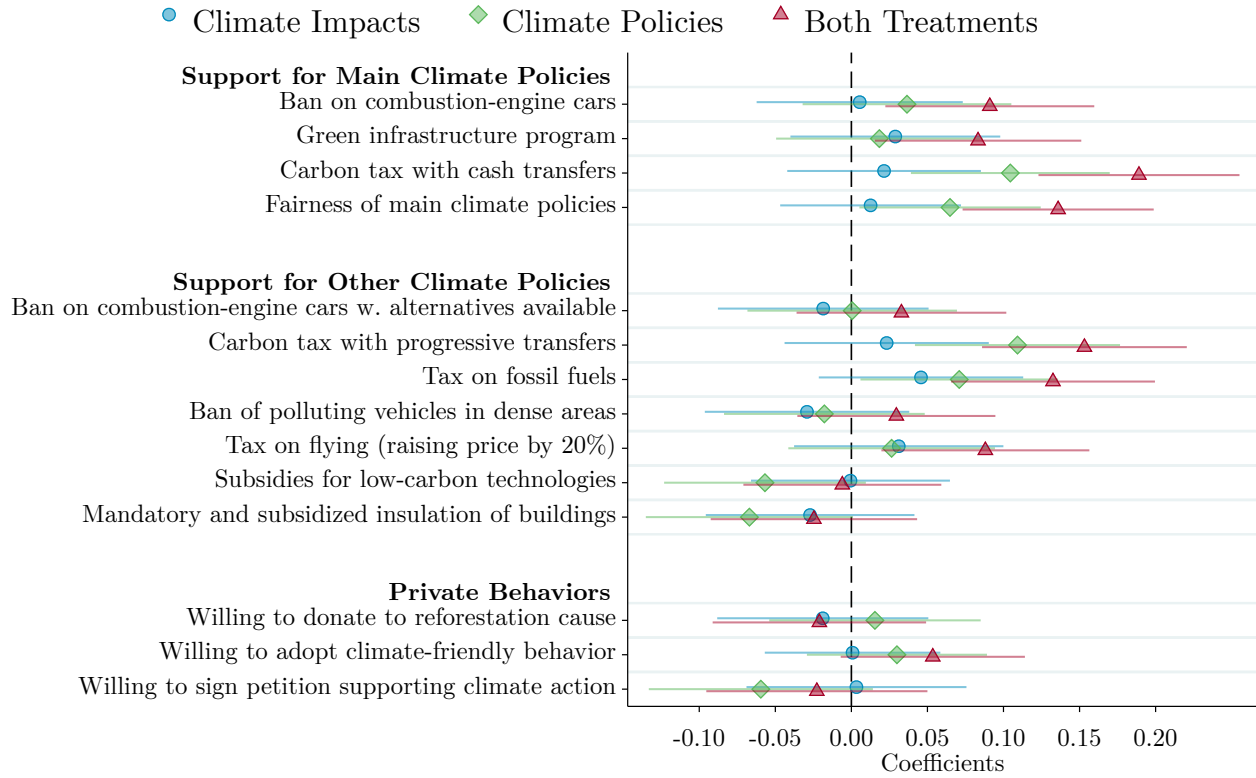 Climate Impacts Climate Policies Both Treatments
Support for Main Climate Policies
Ban on combustion-engine cars
Green infrastructure program
Carbon tax with cash transfers
Fairness of main climate policies
Support for Other Climate Policies
Ban on combustion-engine cars w. alternatives available
Carbon tax with progressive transfers
Tax on fossil fuels
Ban of polluting vehicles in dense areas
Tax on flying (raising price by 20%)
Subsidies for low-carbon technologies
Mandatory and subsidized insulation of buildings
Private Behaviors
Willing to donate to reforestation cause
Willing to adopt climate-friendly behavior
Willing to sign petition supporting climate action
-0.10 -0.05 0.00 0.05 0.10 0.15 0.20
Coefficients